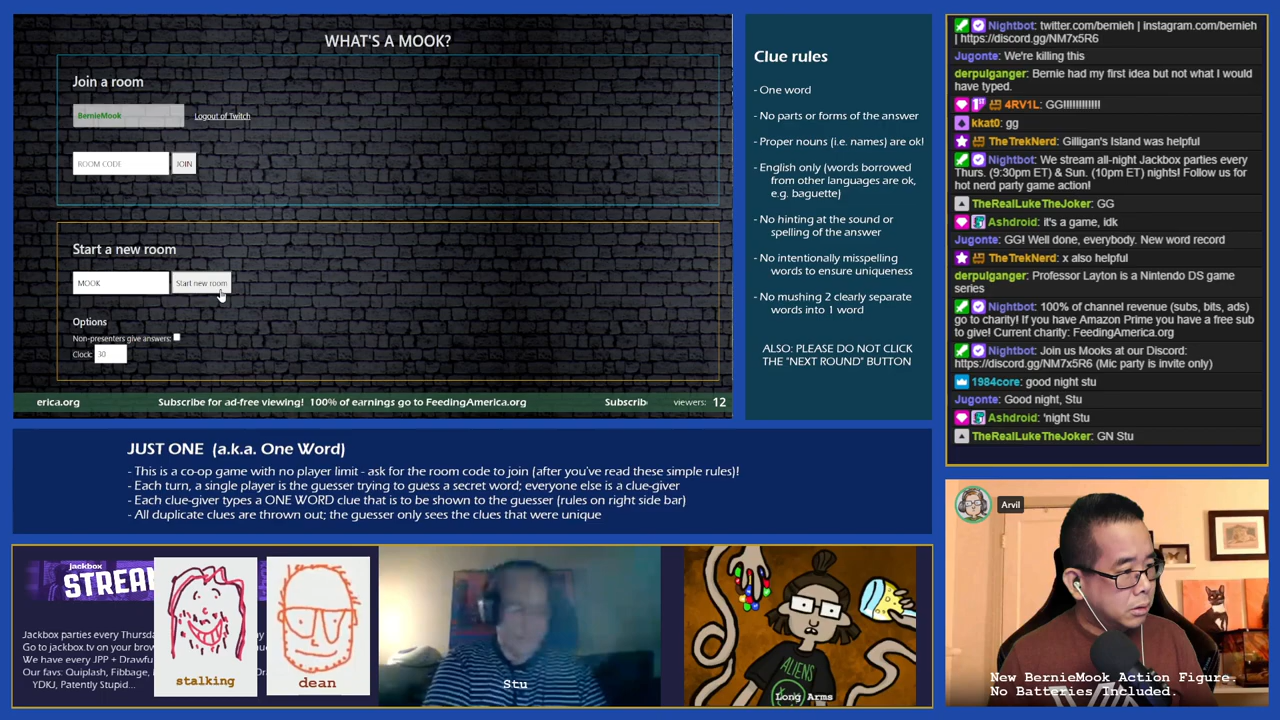 WHAT'S A MOOK?
Join a room
BernieMook
Logout of Twitch
ROOM CODE
JOIN
Start a new room
MOOK
Start new room
Options
Non-presenters give answers:
Clock: 30
erica.org
Subscribe for ad-free viewing! 100% of earnings go to FeedingAmerica.org
Subscrib
viewers: 12
Clue rules
- One word
- No parts or forms of the answer
- Proper nouns (i.e. names) are ok!
- English only (words borrowed
from other languages are ok,
e.g. baguette)
- No hinting at the sound or
spelling of the answer
- No intentionally misspelling
words to ensure uniqueness
- No mushing 2 clearly separate
words into 1 word
ALSO: PLEASE DO NOT CLICK
THE "NEXT ROUND" BUTTON
Nightbot: twitter.com/bernieh | instagram.com/bernieh
| https://discord.gg/NM7x5R6
Jugonte: We're killing this
derpulganger: Bernie had my first idea but not what I would
have typed.
4RV1L: GG!!!!!!!!!!!!
kkat0: gg
TheTrekNerd: Gilligan's Island was helpful
Nightbot: We stream all-night Jackbox parties every
Thurs. (9:30pm ET) & Sun. (10pm ET) nights! Follow us for
hot nerd party game action!
TheRealLukeTheJoker: GG
Ashdroid: it's a game, idk
Jugonte: GG! Well done, everybody. New word record
TheTrekNerd: x also helpful
derpulganger: Professor Layton is a Nintendo DS game
series
Nightbot: 100% of channel revenue (subs, bits, ads)
go to charity! If you have Amazon Prime you have a free sub
to give! Current charity: FeedingAmerica.org
Nightbot: Join us Mooks at our Discord:
https://discord.gg/NM7x5R6 (Mic party is invite only)
1984core: good night stu
Jugonte: Good night, Stu
Ashdroid: 'night Stu
TheRealLukeTheJoker: GN Stu
JUST ONE (a.k.a. One Word)
- This is a co-op game with no player limit - ask for the room code to join (after you've read these simple rules)!
- Each turn, a single player is the guesser trying to guess a secret word; everyone else is a clue-giver
- Each clue-giver types a ONE WORD clue that is to be shown to the guesser (rules on right side bar)
- All duplicate clues are thrown out; the guesser only sees the clues that were unique
jackbox
STREA
Jackbox parties every Thursda
Go to jackbox.tv on your brow
We have every JPP + Drawfu
Our favs: Quiplash, Fibbage,
YDKJ, Patently Stupid...
stalking
dean
Stu
ALIENS
Long Arms
Arvil
New BernieMook Action Fig
No Batteries Included.